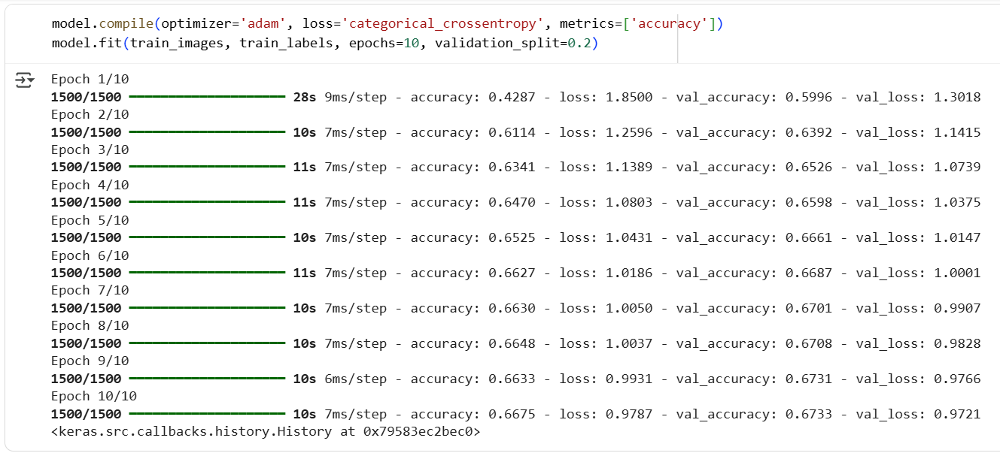 model.compile(optimizer='adam', loss='categorical_crossentropy', metrics=['accuracy'])
model.fit(train_images, train_labels, epochs=10, validation_split=0.2)
Epoch 1/10
1500/1500 ━━━━━━━━━━━━━━━━━━━━ 28s 9ms/step - accuracy: 0.4287 - loss: 1.8500 - val_accuracy: 0.5996 - val_loss: 1.3018
Epoch 2/10
1500/1500 ━━━━━━━━━━━━━━━━━━━━ 10s 7ms/step - accuracy: 0.6114 - loss: 1.2596 - val_accuracy: 0.6392 - val_loss: 1.1415
Epoch 3/10
1500/1500 ━━━━━━━━━━━━━━━━━━━━ 11s 7ms/step - accuracy: 0.6341 - loss: 1.1389 - val_accuracy: 0.6526 - val_loss: 1.0739
Epoch 4/10
1500/1500 ━━━━━━━━━━━━━━━━━━━━ 11s 7ms/step - accuracy: 0.6470 - loss: 1.0803 - val_accuracy: 0.6598 - val_loss: 1.0375
Epoch 5/10
1500/1500 ━━━━━━━━━━━━━━━━━━━━ 10s 7ms/step - accuracy: 0.6525 - loss: 1.0431 - val_accuracy: 0.6661 - val_loss: 1.0147
Epoch 6/10
1500/1500 ━━━━━━━━━━━━━━━━━━━━ 11s 7ms/step - accuracy: 0.6627 - loss: 1.0186 - val_accuracy: 0.6687 - val_loss: 1.0001
Epoch 7/10
1500/1500 ━━━━━━━━━━━━━━━━━━━━ 10s 7ms/step - accuracy: 0.6630 - loss: 1.0050 - val_accuracy: 0.6701 - val_loss: 0.9907
Epoch 8/10
1500/1500 ━━━━━━━━━━━━━━━━━━━━ 10s 7ms/step - accuracy: 0.6648 - loss: 1.0037 - val_accuracy: 0.6708 - val_loss: 0.9828
Epoch 9/10
1500/1500 ━━━━━━━━━━━━━━━━━━━━ 10s 6ms/step - accuracy: 0.6633 - loss: 0.9931 - val_accuracy: 0.6731 - val_loss: 0.9766
Epoch 10/10
1500/1500 ━━━━━━━━━━━━━━━━━━━━ 10s 7ms/step - accuracy: 0.6675 - loss: 0.9787 - val_accuracy: 0.6733 - val_loss: 0.9721
<keras.src.callbacks.history.History at 0x79583ec2bec0>